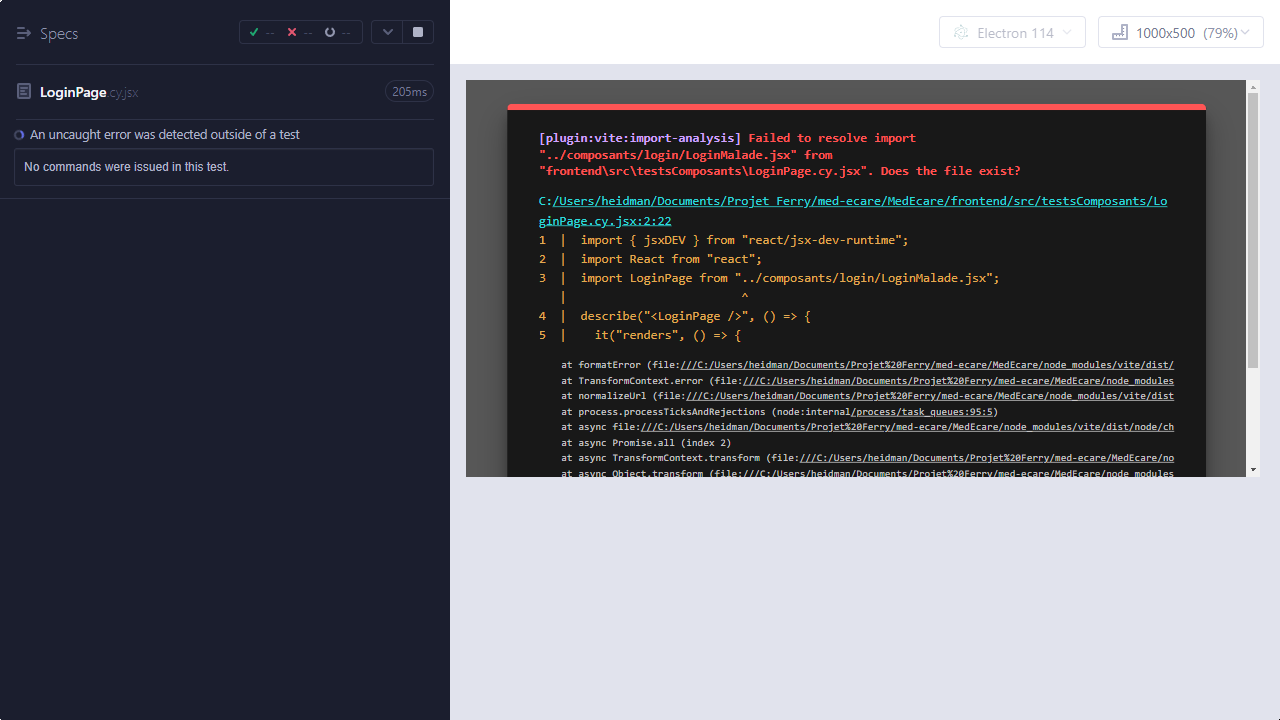 Specs
-- -- --
LoginPage.cy.jsx
205ms
An uncaught error was detected outside of a test
No commands were issued in this test.
Electron 114
1000x500 (79%)
[plugin:vite:import-analysis] Failed to resolve import
"../composants/login/LoginMalade.jsx" from
"frontend\src\testsComposants\LoginPage.cy.jsx". Does the file exist?
C:/Users/heidman/Documents/Projet Ferry/med-ecare/MedEcare/frontend/src/testsComposants/Lo
ginPage.cy.jsx:2:22
1 | import { jsxDEV } from "react/jsx-dev-runtime";
2 | import React from "react";
3 | import LoginPage from "../composants/login/LoginMalade.jsx";
| ^
4 | describe("<LoginPage />", () => {
5 | it("renders", () => {
at formatError (file:///C:/Users/heidman/Documents/Projet%20Ferry/med-ecare/MedEcare/node_modules/vite/dist/
at TransformContext.error (file:///C:/Users/heidman/Documents/Projet%20Ferry/med-ecare/MedEcare/node_modules
at normalizeUrl (file:///C:/Users/heidman/Documents/Projet%20Ferry/med-ecare/MedEcare/node_modules/vite/dist
at process.processTicksAndRejections (node:internal/process/task_queues:95:5)
at async file:///C:/Users/heidman/Documents/Projet%20Ferry/med-ecare/MedEcare/node_modules/vite/dist/node/ch
at async Promise.all (index 2)
at async TransformContext.transform (file:///C:/Users/heidman/Documents/Projet%20Ferry/med-ecare/MedEcare/no
at async Object.transform (file:///C:/Users/heidman/Documents/Projet%20Ferry/med-ecare/MedEcare/node_modules